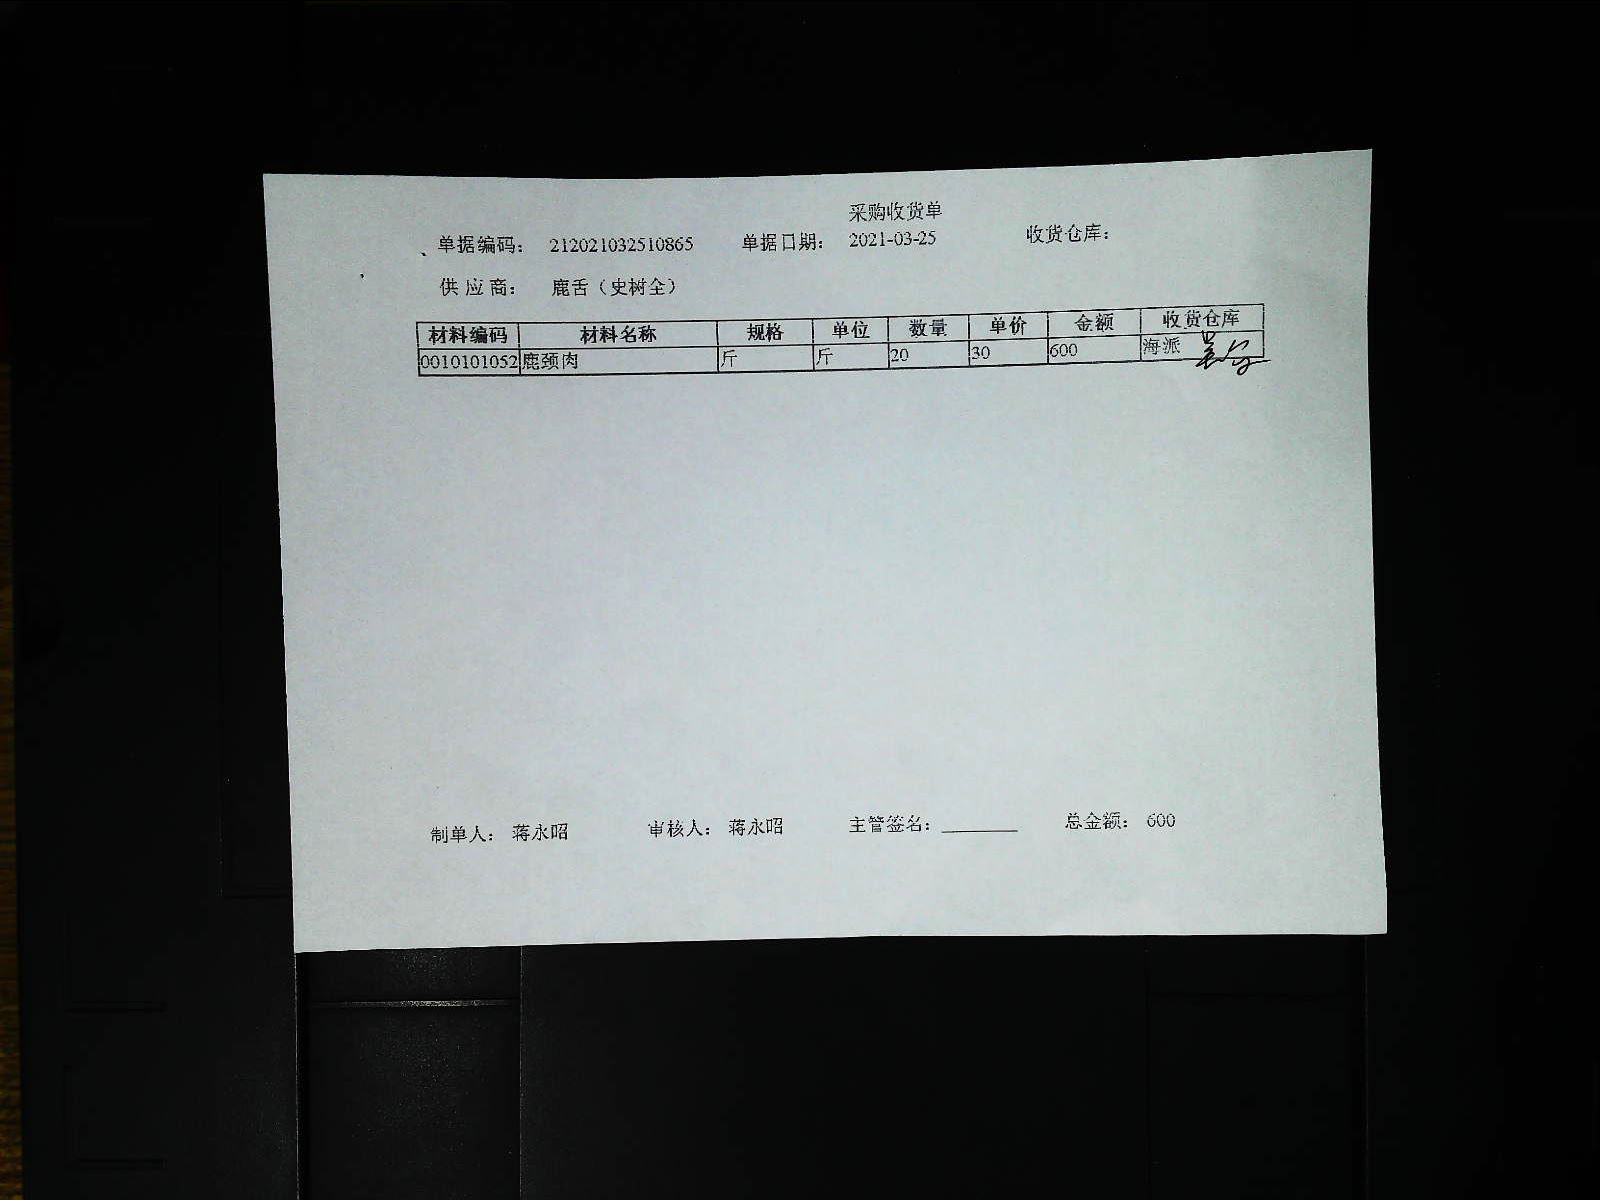 采购收货单
单据编码： 212021032510865 单据日期： 2021-03-25 收货仓库：
供 应 商： 鹿舌（史树全）
材料编码 材料名称 规格 单位 数量 单价 金额 收货仓库
0010101052 鹿颈肉 斤 斤 20 30 600 海派
制单人： 蒋永昭 审核人： 蒋永昭 主管签名：________ 总金额： 600